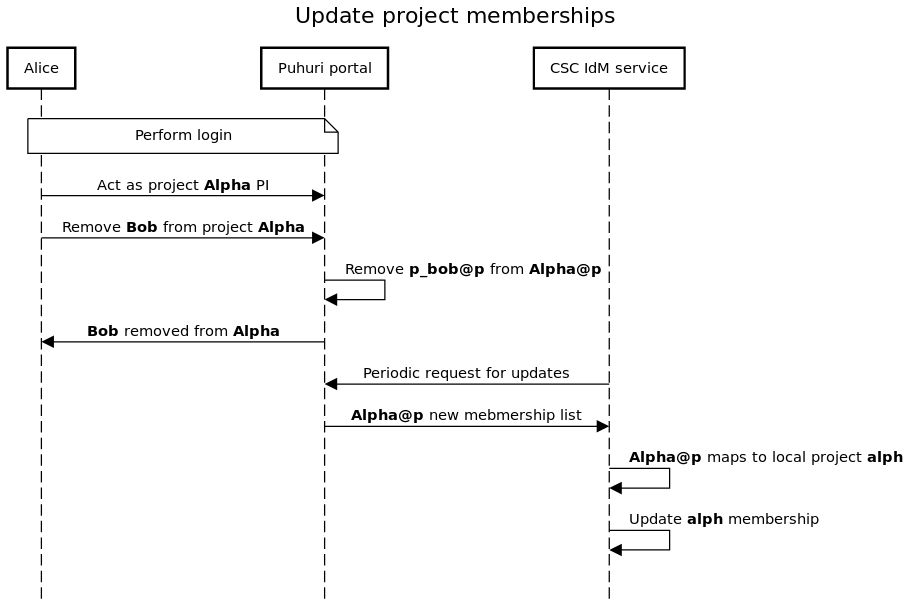 Update project memberships
Alice
Puhuri portal
CSC IdM service
Perform login
Act as project Alpha PI
Remove Bob from project Alpha
Remove p_bob@p from Alpha@p
Bob removed from Alpha
Periodic request for updates
Alpha@p new mebmership list
Alpha@p maps to local project alph
Update alph membership